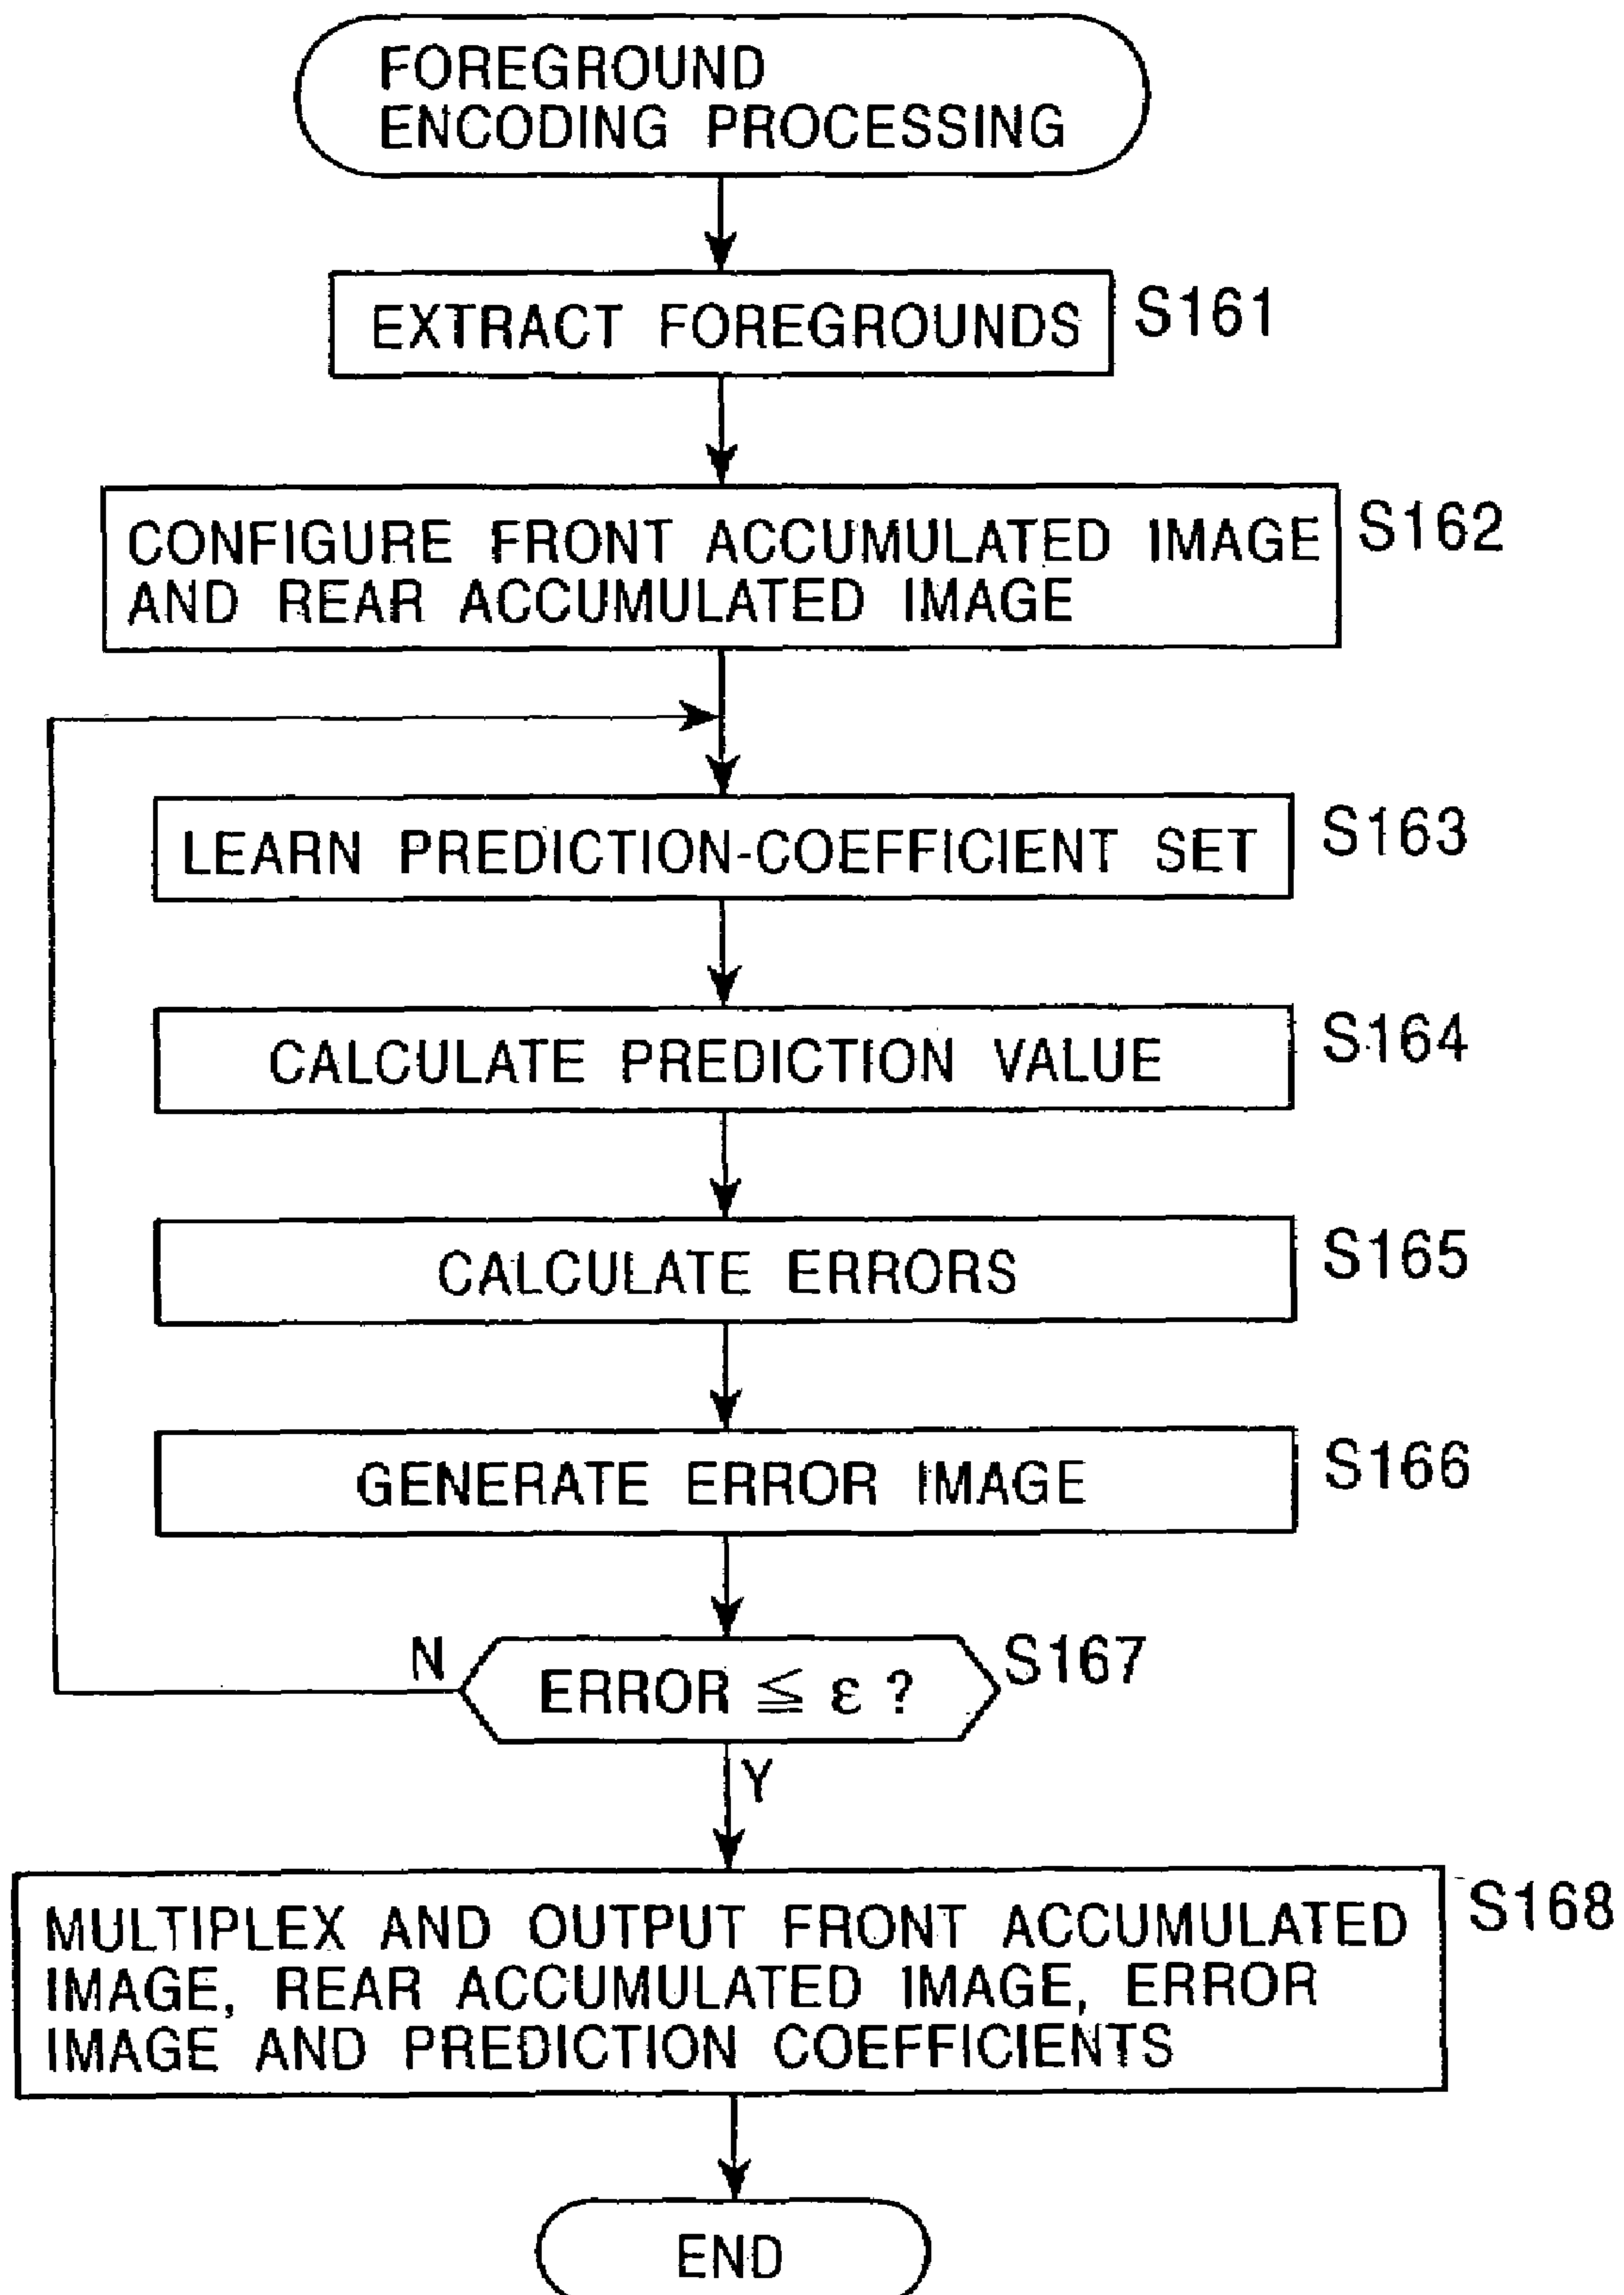 FOREGROUND
ENCODING PROCESSING
EXTRACT FOREGROUNDS
S161
CONFIGURE FRONT ACCUMULATED IMAGE
AND REAR ACCUMULATED IMAGE
S162
LEARN PREDICTION-COEFFICIENT SET
S163
CALCULATE PREDICTION VALUE
S164
CALCULATE ERRORS
S165
GENERATE ERROR IMAGE
S166
N
ERROR ≦ ε ?
S167
Y
MULTIPLEX AND OUTPUT FRONT ACCUMULATED
IMAGE, REAR ACCUMULATED IMAGE, ERROR
IMAGE AND PREDICTION COEFFICIENTS
S168
END